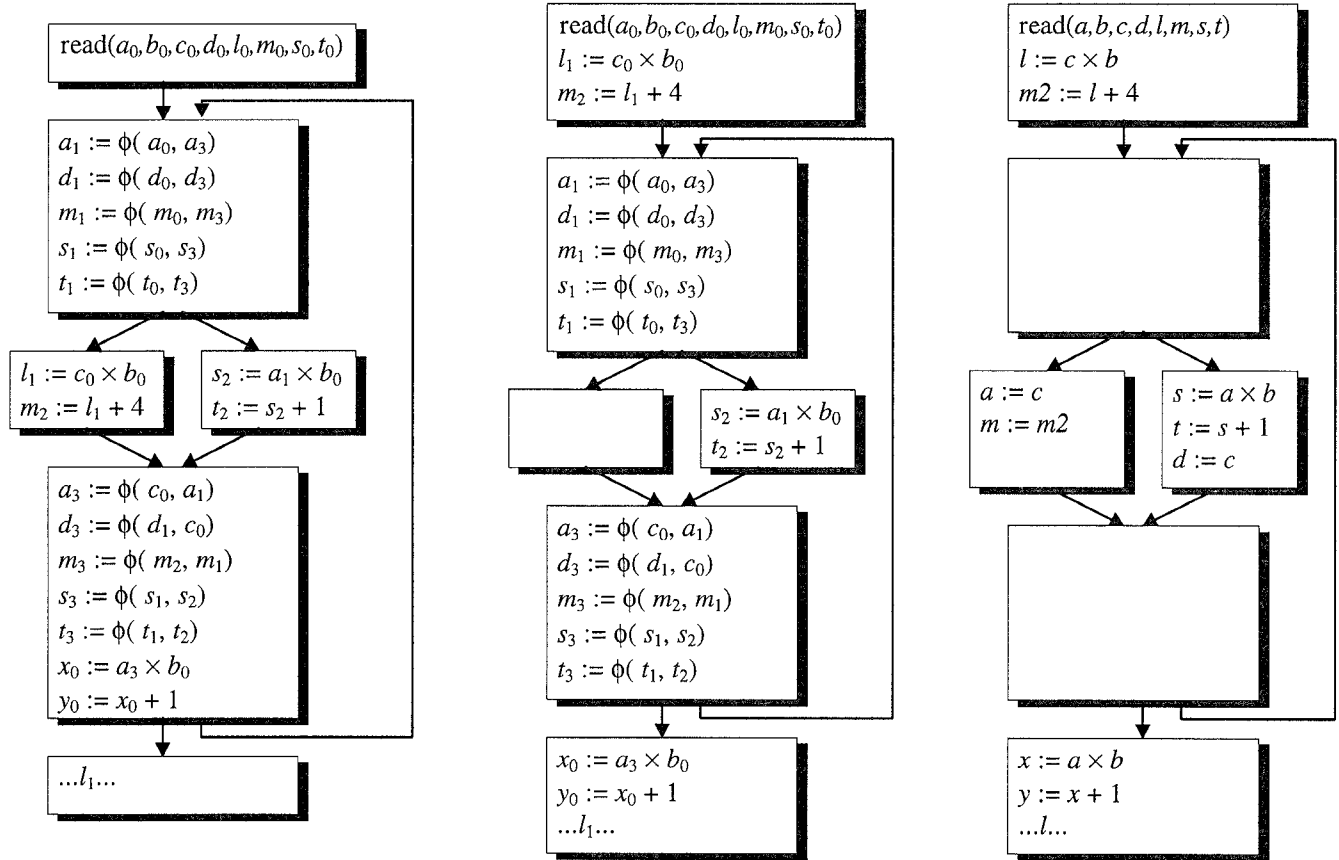 read(a₀,b₀,c₀,d₀,l₀,m₀,s₀,t₀)
a₁ := ϕ( a₀, a₃)
d₁ := ϕ( d₀, d₃)
m₁ := ϕ( m₀, m₃)
s₁ := ϕ( s₀, s₃)
t₁ := ϕ( t₀, t₃)
l₁ := c₀ × b₀
m₂ := l₁ + 4
s₂ := a₁ × b₀
t₂ := s₂ + 1
a₃ := ϕ( c₀, a₁)
d₃ := ϕ( d₁, c₀)
m₃ := ϕ( m₂, m₁)
s₃ := ϕ( s₁, s₂)
t₃ := ϕ( t₁, t₂)
x₀ := a₃ × b₀
y₀ := x₀ + 1
...l₁...
read(a₀,b₀,c₀,d₀,l₀,m₀,s₀,t₀)
l₁ := c₀ × b₀
m₂ := l₁ + 4
a₁ := ϕ( a₀, a₃)
d₁ := ϕ( d₀, d₃)
m₁ := ϕ( m₀, m₃)
s₁ := ϕ( s₀, s₃)
t₁ := ϕ( t₀, t₃)
s₂ := a₁ × b₀
t₂ := s₂ + 1
a₃ := ϕ( c₀, a₁)
d₃ := ϕ( d₁, c₀)
m₃ := ϕ( m₂, m₁)
s₃ := ϕ( s₁, s₂)
t₃ := ϕ( t₁, t₂)
x₀ := a₃ × b₀
y₀ := x₀ + 1
...l₁...
read(a,b,c,d,l,m,s,t)
l := c × b
m2 := l + 4
a := c
m := m2
s := a × b
t := s + 1
d := c
x := a × b
y := x + 1
...l...